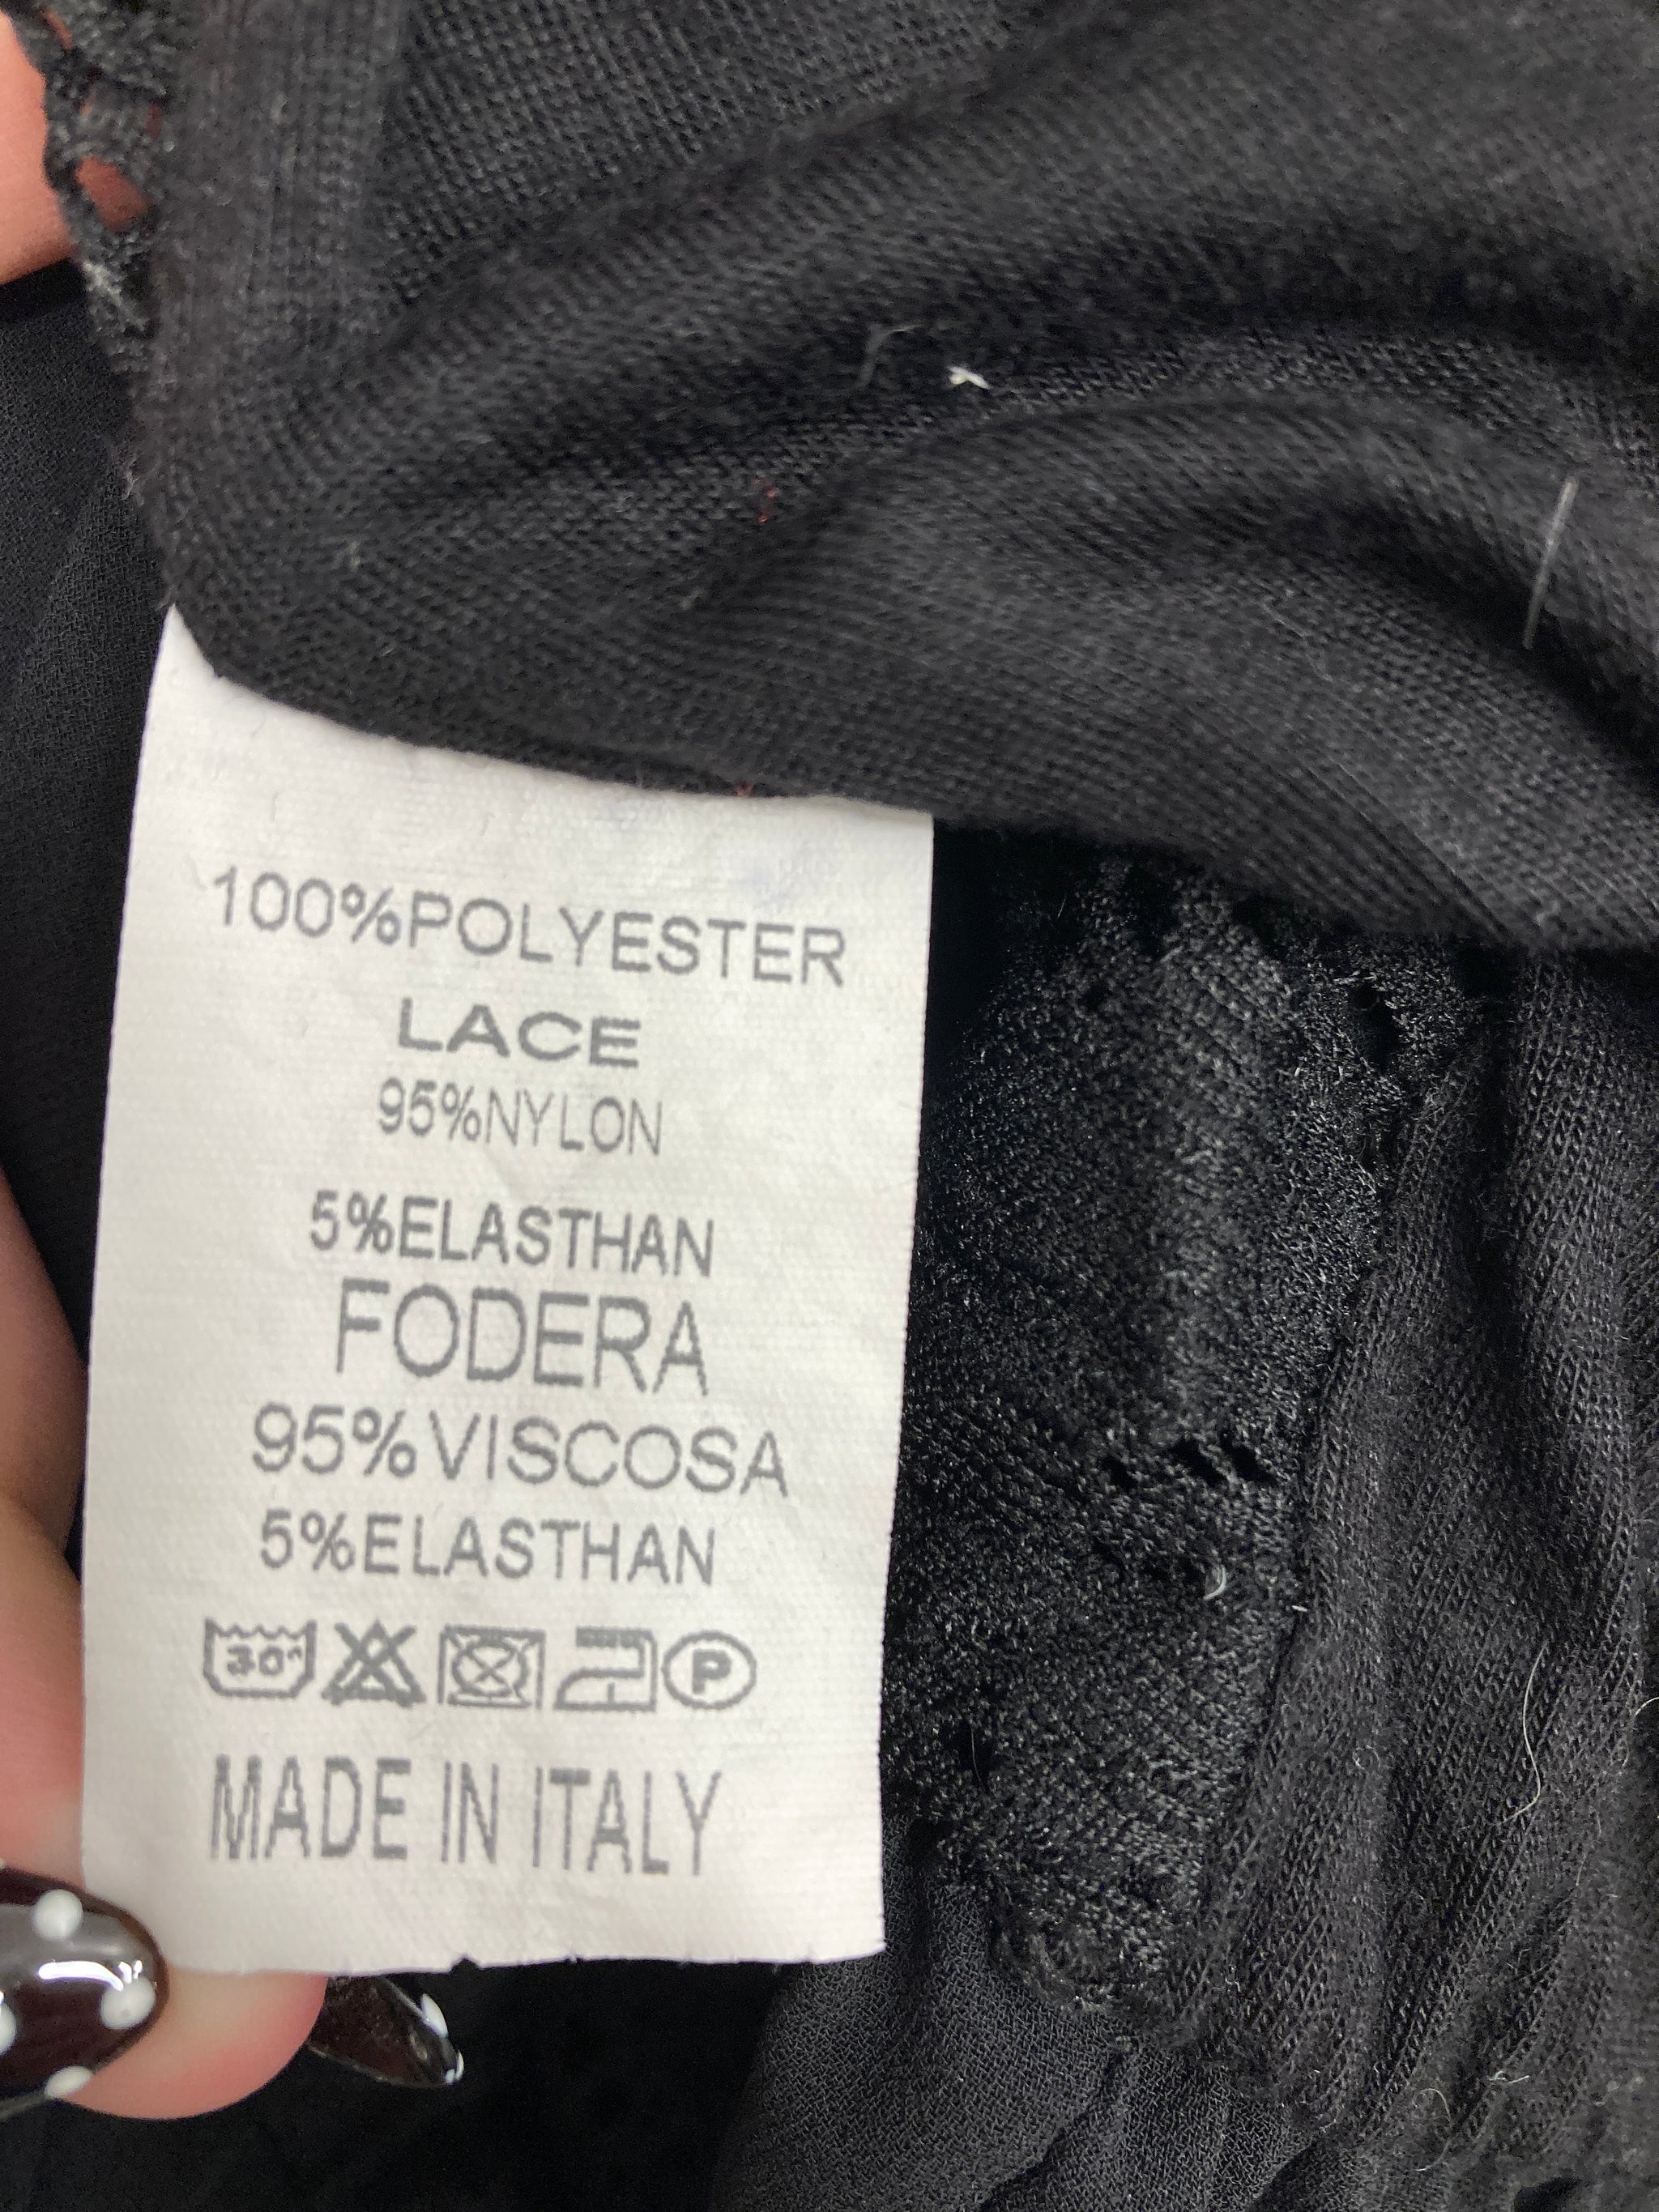 100%POLYESTER
LACE
95%NYLON
5%ELASTHAN
FODERA
95%VISCOSA
5%ELASTHAN
30° P
MADE IN ITALY